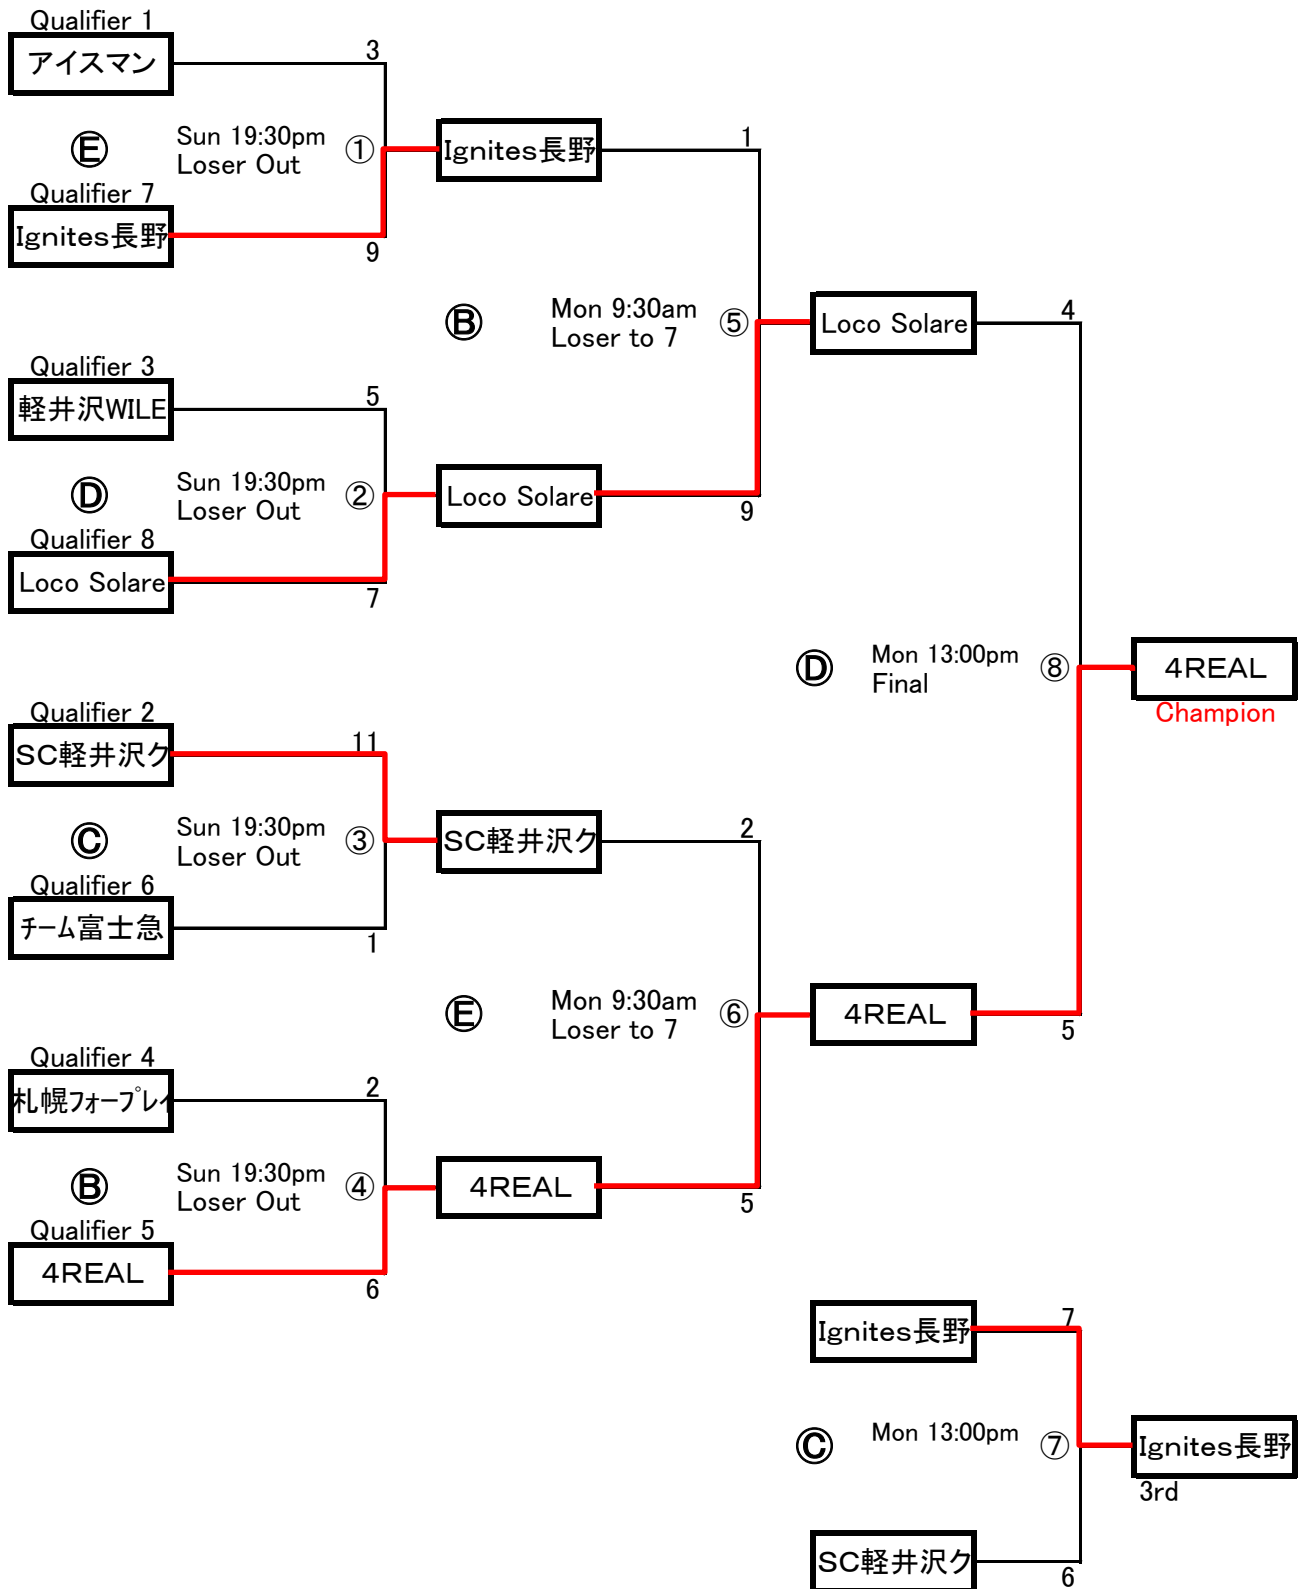 Qualifier 1
アイスマン
3
Ⓔ
Sun 19:30pm
Loser Out
①
Qualifier 7
Ignites長野
9
Ignites長野
1
Ⓑ
Mon 9:30am
Loser to 7
⑤
Qualifier 3
軽井沢WILE
5
Ⓓ
Sun 19:30pm
Loser Out
②
Qualifier 8
Loco Solare
7
Loco Solare
9
Loco Solare
4
Ⓓ
Mon 13:00pm
Final
⑧
4REAL
Champion
Qualifier 2
SC軽井沢ク
11
Ⓒ
Sun 19:30pm
Loser Out
③
Qualifier 6
チーム富士急
1
SC軽井沢ク
2
Ⓔ
Mon 9:30am
Loser to 7
⑥
4REAL
5
Qualifier 4
札幌フォープレイ
2
Ⓑ
Sun 19:30pm
Loser Out
④
Qualifier 5
4REAL
6
4REAL
5
Ignites長野
7
Ⓒ
Mon 13:00pm
⑦
Ignites長野
3rd
SC軽井沢ク
6